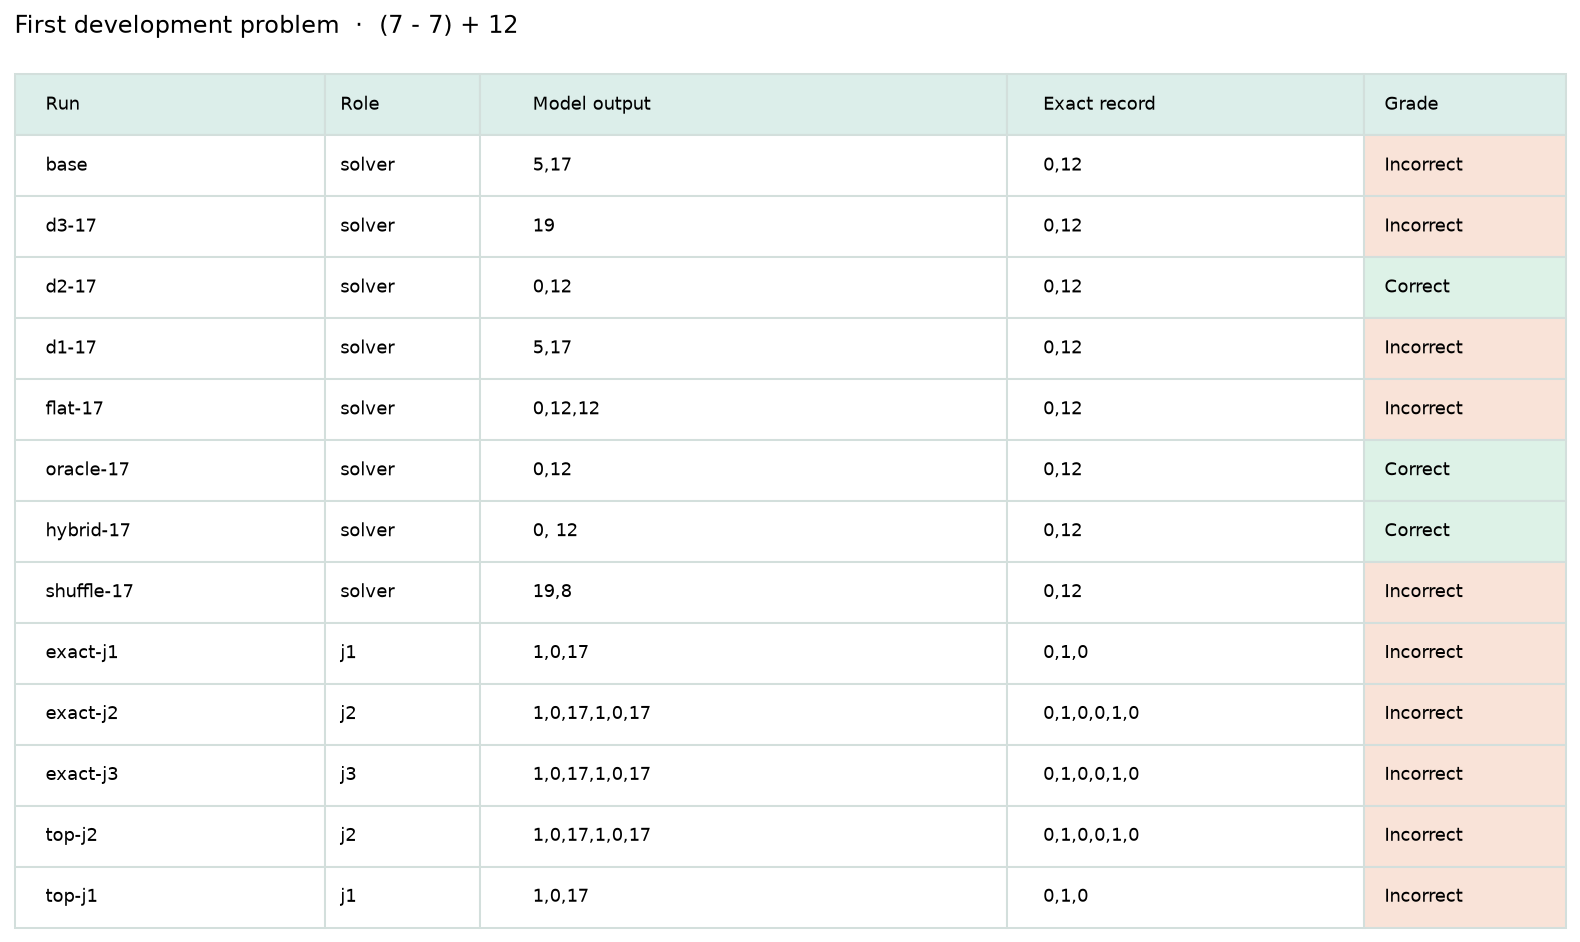 First development problem · (7 - 7) + 12
Run Role Model output Exact record Grade
base solver 5,17 0,12 Incorrect
d3-17 solver 19 0,12 Incorrect
d2-17 solver 0,12 0,12 Correct
d1-17 solver 5,17 0,12 Incorrect
flat-17 solver 0,12,12 0,12 Incorrect
oracle-17 solver 0,12 0,12 Correct
hybrid-17 solver 0, 12 0,12 Correct
shuffle-17 solver 19,8 0,12 Incorrect
exact-j1 j1 1,0,17 0,1,0 Incorrect
exact-j2 j2 1,0,17,1,0,17 0,1,0,0,1,0 Incorrect
exact-j3 j3 1,0,17,1,0,17 0,1,0,0,1,0 Incorrect
top-j2 j2 1,0,17,1,0,17 0,1,0,0,1,0 Incorrect
top-j1 j1 1,0,17 0,1,0 Incorrect